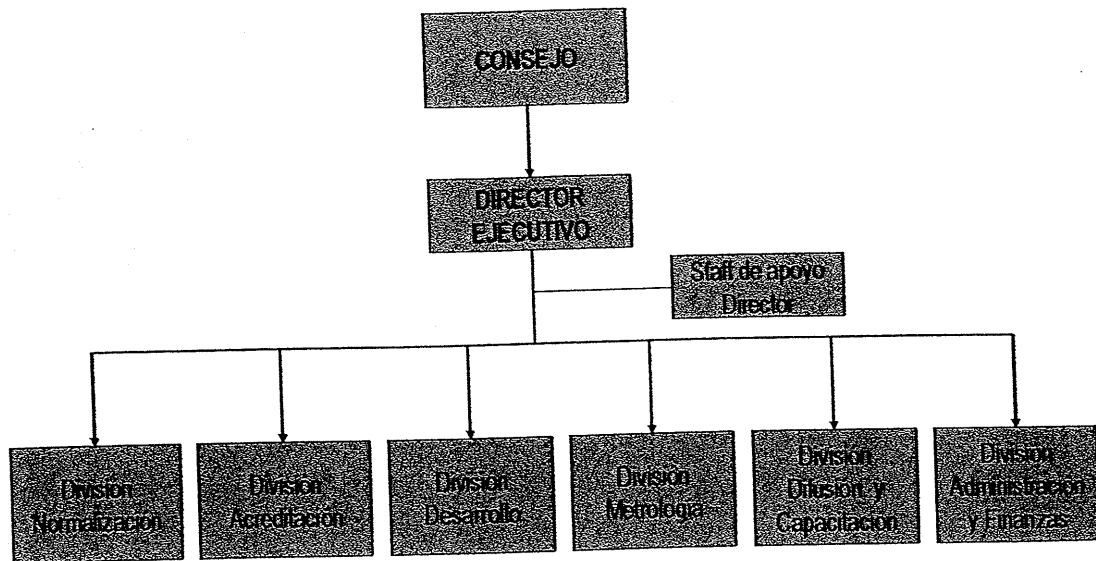 CONSEJO
DIRECTOR
EJECUTIVO
Staff de apoyo
Director
División
Normalización
División
Acreditación
División
Desarrollo
División
Metrología
División
Difusión y
Capacitación
División
Administración
y Finanzas